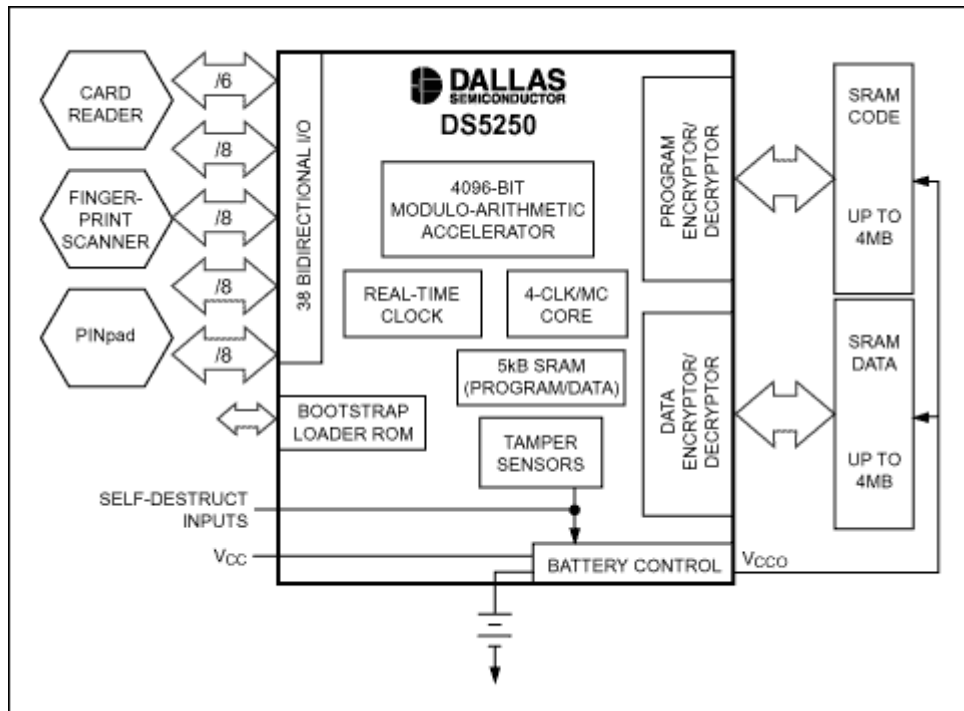 CARD
READER
FINGER-
PRINT
SCANNER
PINpad
/6
/8
/8
/8
/8
38 BIDIRECTIONAL I/O
BOOTSTRAP
LOADER ROM
SELF-DESTRUCT
INPUTS
VCC
DALLAS
SEMICONDUCTOR
DS5250
4096-BIT
MODULO-ARITHMETIC
ACCELERATOR
REAL-TIME
CLOCK
4-CLK/MC
CORE
5kB SRAM
(PROGRAM/DATA)
TAMPER
SENSORS
BATTERY CONTROL
PROGRAM
ENCRYPTOR/
DECRYPTOR
DATA
ENCRYPTOR/
DECRYPTOR
VCCO
SRAM
CODE
UP TO
4MB
SRAM
DATA
UP TO
4MB